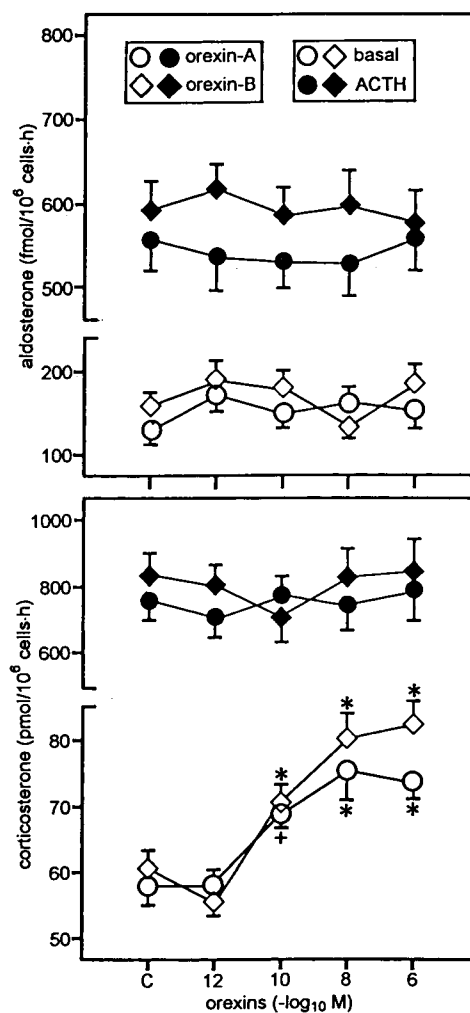 orexin-A
orexin-B
basal
ACTH
aldosterone (fmol/10⁶ cells·h)
800
700
600
500
200
100
corticosterone (pmol/10⁶ cells·h)
1000
800
600
80
70
60
50
*
*
*
+
*
*
C 12 10 8 6
orexins (-log₁₀ M)